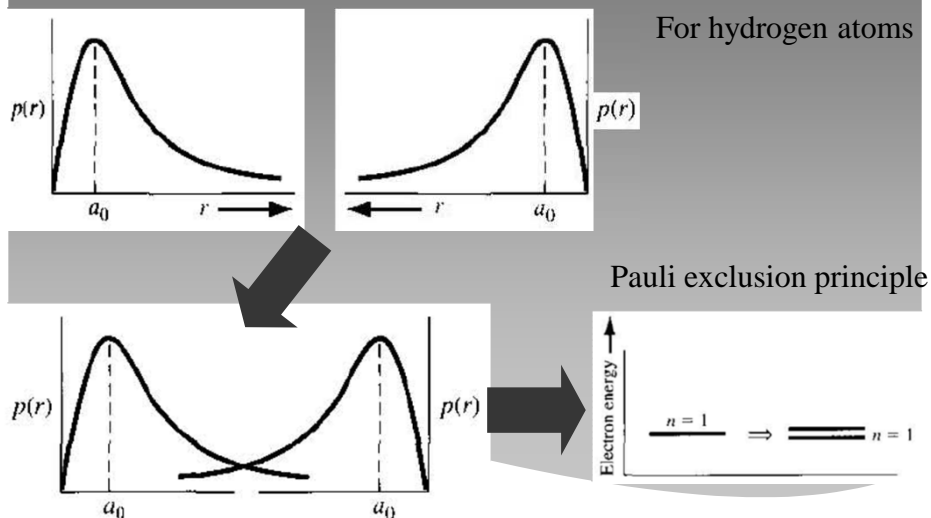 For hydrogen atoms
p(r)
a₀
r
p(r)
r
a₀
Pauli exclusion principle
p(r)
a₀
p(r)
a₀
Electron energy
n = 1
⇒
n = 1